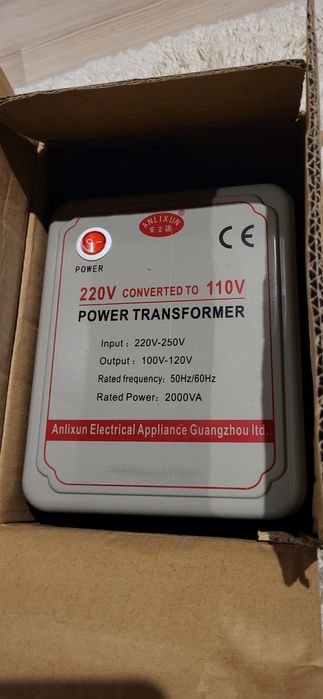 ANLIXUN
安立迅
CE
POWER
220V CONVERTED TO 110V
POWER TRANSFORMER
Input : 220V-250V
Output : 100V-120V
Rated frequency: 50Hz/60Hz
Rated Power: 2000VA
Anlixun Electrical Appliance Guangzhou ltd.